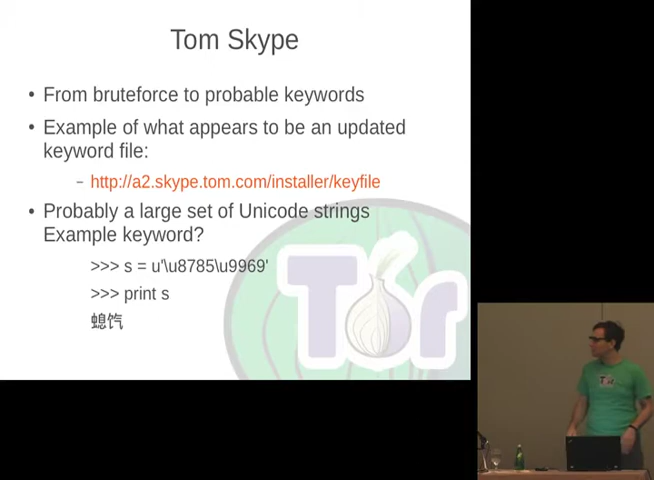 Tom Skype
• From bruteforce to probable keywords
• Example of what appears to be an updated
keyword file:
– http://a2.skype.tom.com/installer/keyfile
• Probably a large set of Unicode strings
Example keyword?
>>> s = u'\u8785\u9969'
>>> print s
螅饩
Tor
Tor